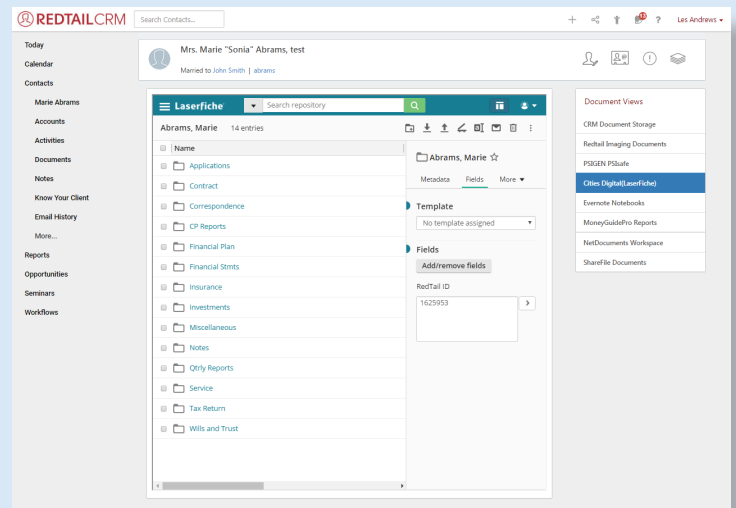 REDTAILCRM
Search Contacts...
?
Les Andrews
Today
Calendar
Contacts
Marie Abrams
Accounts
Activities
Documents
Notes
Know Your Client
Email History
More...
Reports
Opportunities
Seminars
Workflows
Mrs. Marie "Sonia" Abrams, test
Married to John Smith | abrams
Laserfiche
Search repository
Abrams, Marie 14 entries
Name
Applications
Contract
Correspondence
CP Reports
Financial Plan
Financial Stmts
Insurance
Investments
Miscellaneous
Notes
Qtrly Reports
Service
Tax Return
Wills and Trust
Abrams, Marie
Metadata Fields More
Template
No template assigned
Fields
Add/remove fields
RedTail ID
1625953
Document Views
CRM Document Storage
Redtail Imaging Documents
PSIGEN PSIsafe
Cities Digital(LaserFiche)
Evernote Notebooks
MoneyGuidePro Reports
NetDocuments Workspace
ShareFile Documents